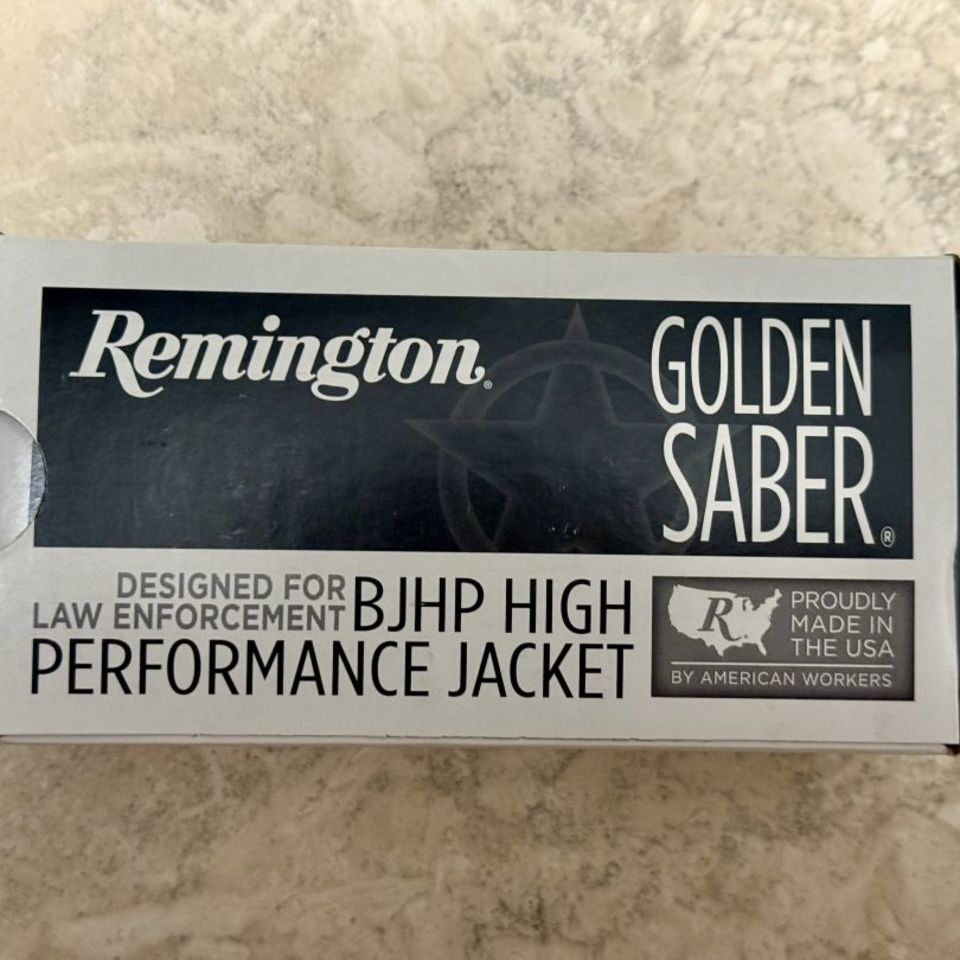 Remington®
GOLDEN
SABER®
DESIGNED FOR
LAW ENFORCEMENT BJHP HIGH
PERFORMANCE JACKET
R PROUDLY
MADE IN
THE USA
BY AMERICAN WORKERS